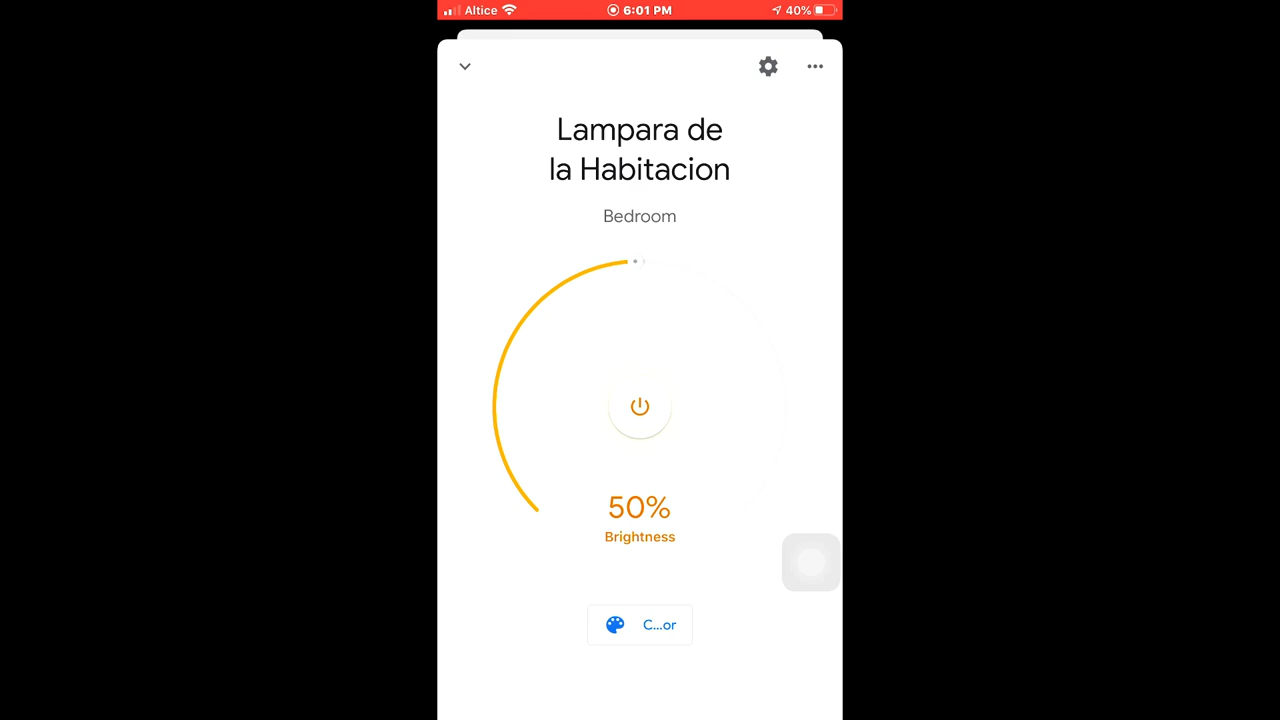 Altice 6:01 PM 40%
Lampara de
la Habitacion
Bedroom
50%
Brightness
C...or